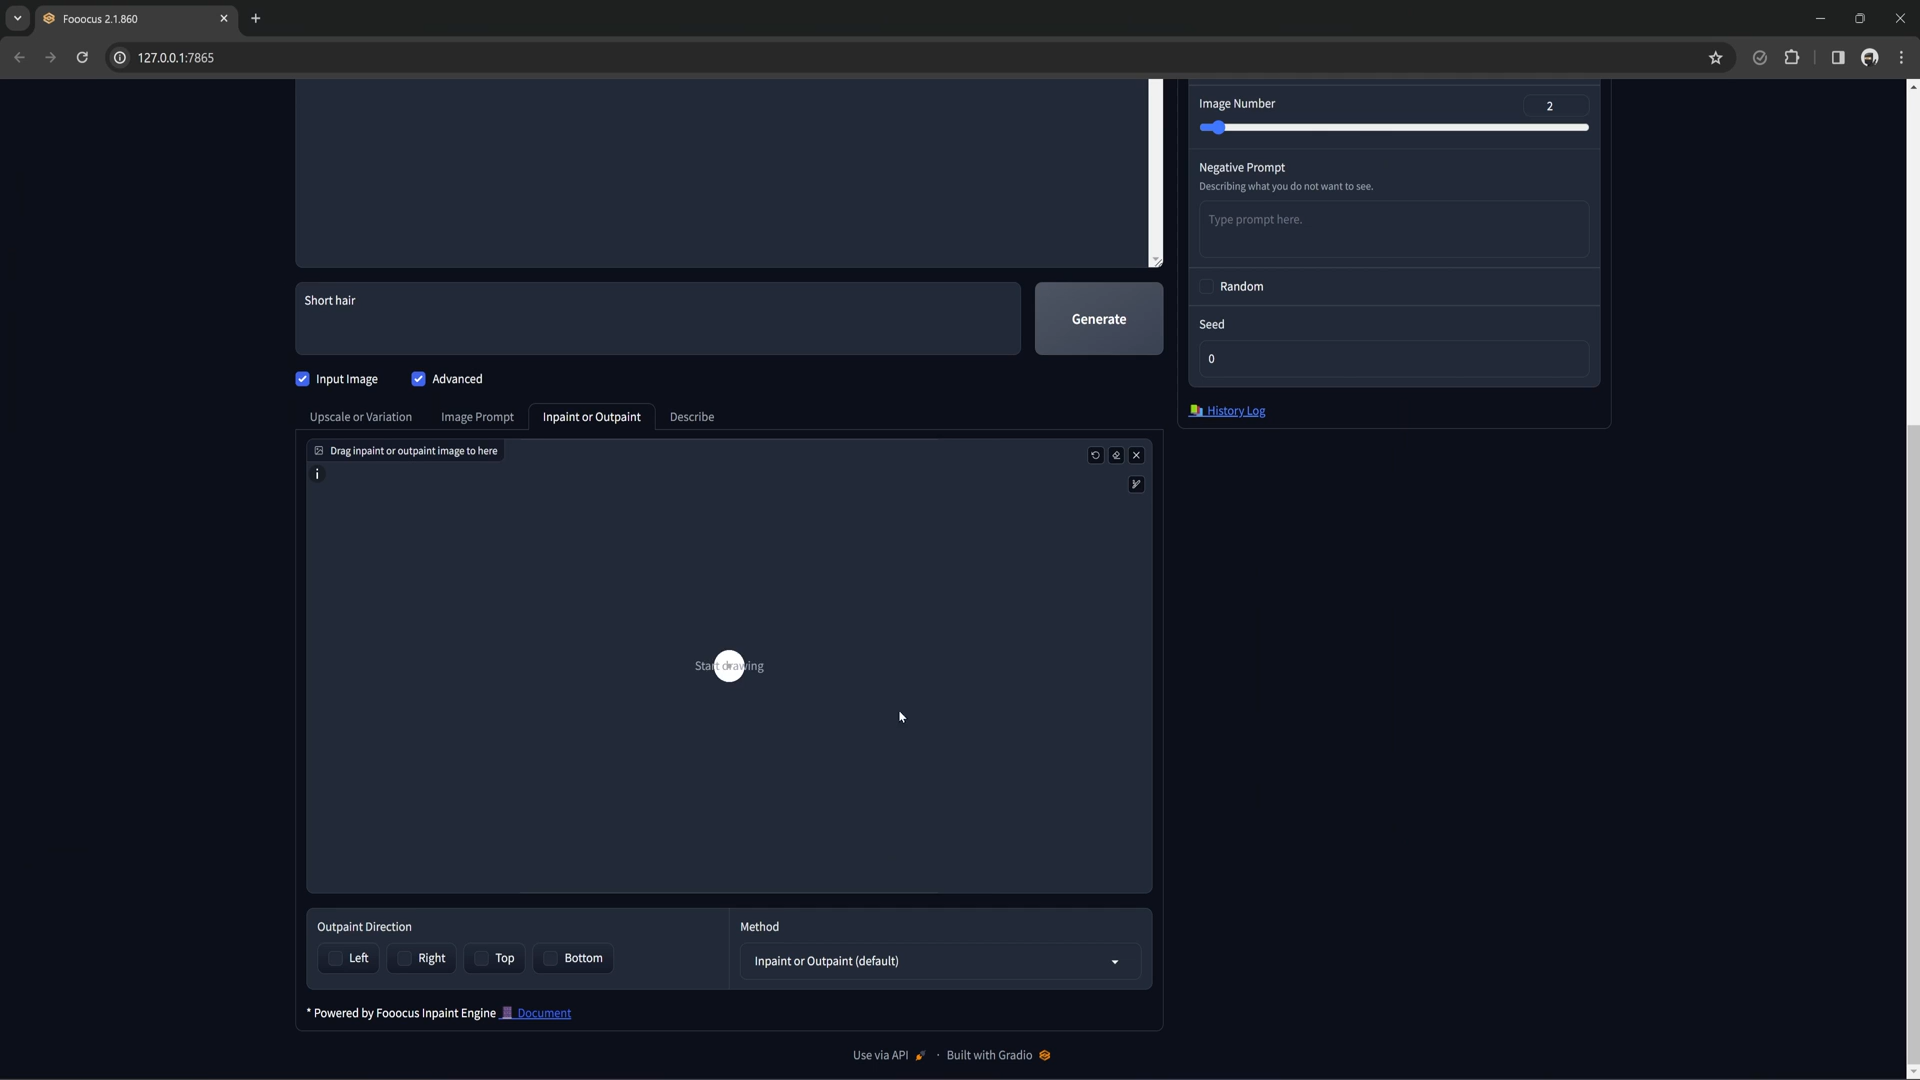 Fooocus 2.1.860
127.0.0.1:7865
Image Number
2
Negative Prompt
Describing what you do not want to see.
Type prompt here.
Random
Seed
0
History Log
Short hair
Generate
Input Image
Advanced
Upscale or Variation
Image Prompt
Inpaint or Outpaint
Describe
Drag inpaint or outpaint image to here
i
Start drawing
Outpaint Direction
Left
Right
Top
Bottom
Method
Inpaint or Outpaint (default)
* Powered by Fooocus Inpaint Engine Document
Use via API · Built with Gradio